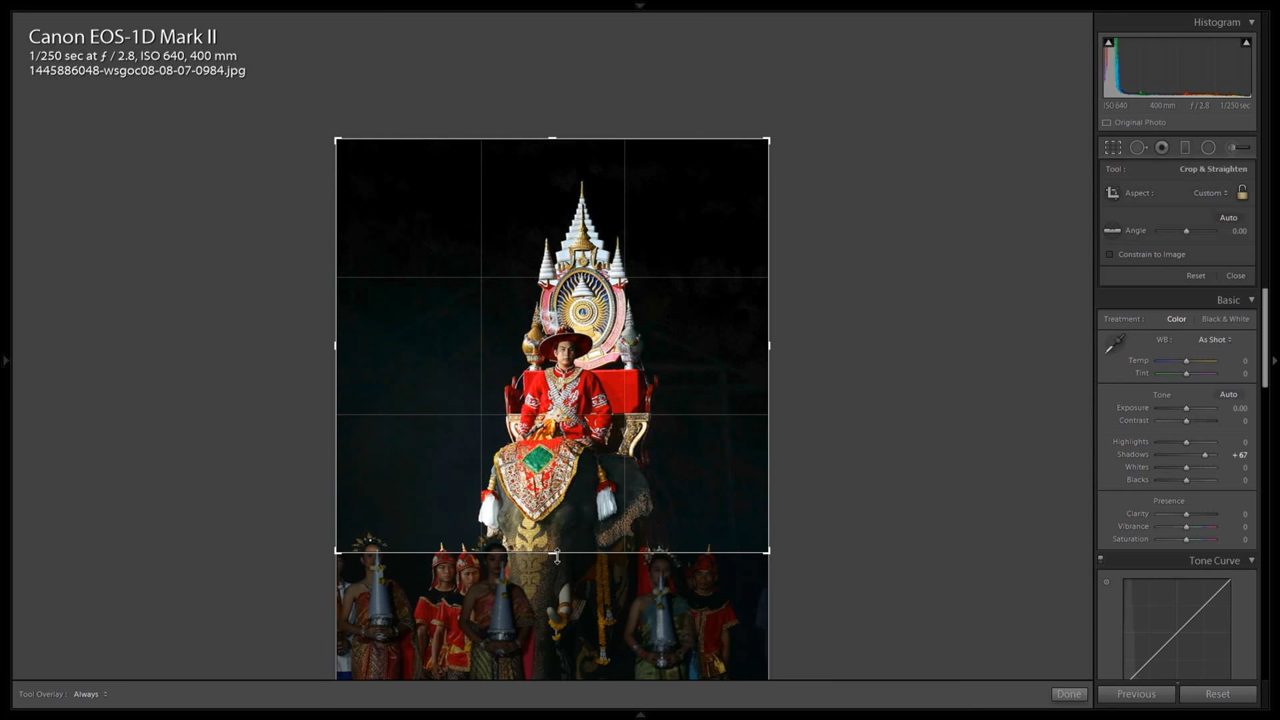 Canon EOS-1D Mark II
1/250 sec at ƒ / 2.8, ISO 640, 400 mm
1445886048-wsgoc08-08-07-0984.jpg
Histogram
ISO 640 400 mm ƒ / 2.8 1/250 sec
Original Photo
Tool : Crop & Straighten
Aspect : Custom
Auto
Angle 0.00
Constrain to Image
Reset Close
Basic
Treatment : Color Black & White
WB : As Shot
Temp 0
Tint 0
Tone Auto
Exposure 0.00
Contrast 0
Highlights 0
Shadows + 67
Whites 0
Blacks 0
Presence
Clarity 0
Vibrance 0
Saturation 0
Tone Curve
Tool Overlay : Always
Done
Previous Reset